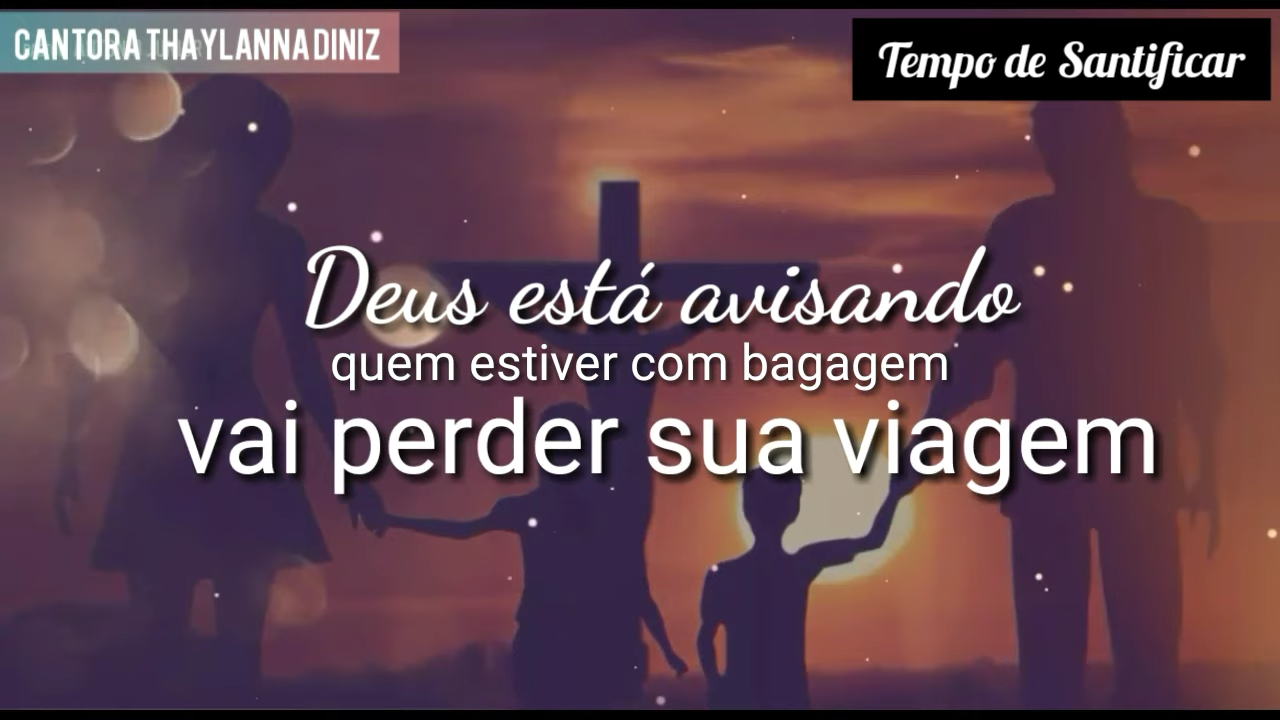 CANTORA THAYLANNA DINIZ
Tempo de Santificar
Deus está avisando
quem estiver com bagagem
vai perder sua viagem